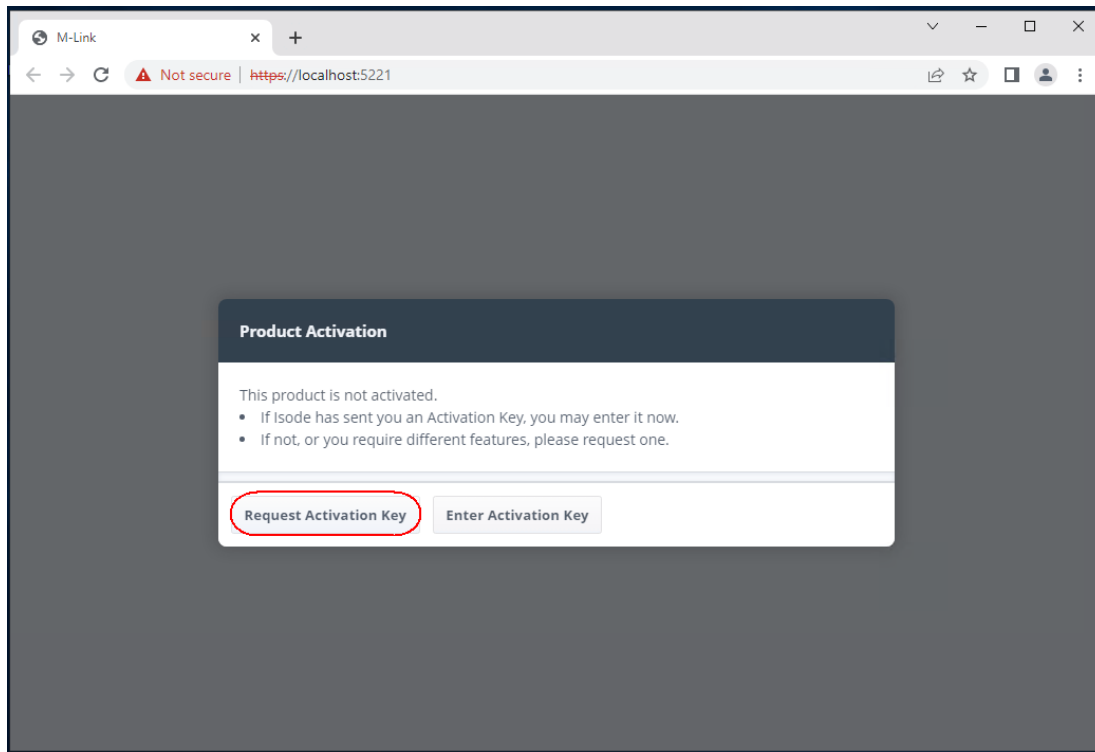 M-Link
Not secure | https://localhost:5221
Product Activation
This product is not activated.
• If Isode has sent you an Activation Key, you may enter it now.
• If not, or you require different features, please request one.
Request Activation Key Enter Activation Key